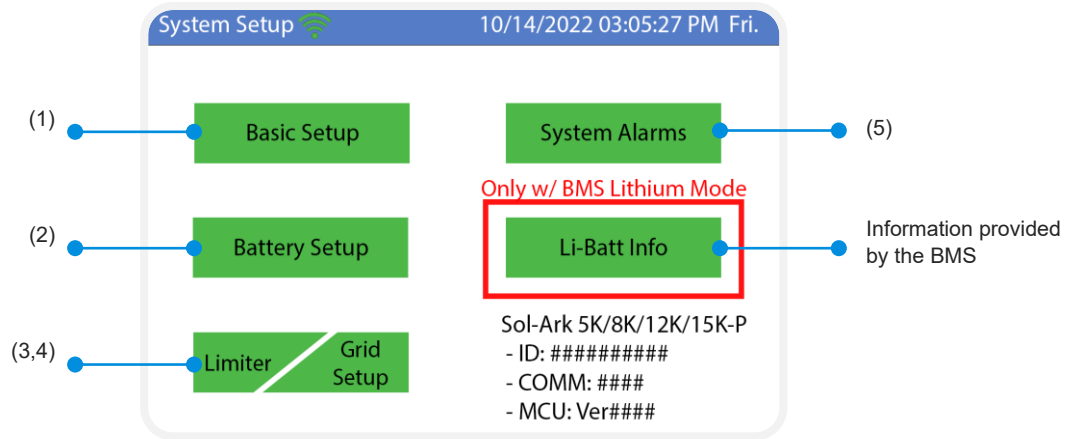 System Setup
10/14/2022 03:05:27 PM Fri.
(1)
Basic Setup
System Alarms
(5)
Only w/ BMS Lithium Mode
(2)
Battery Setup
Li-Batt Info
Information provided
by the BMS
(3,4)
Limiter
Grid
Setup
Sol-Ark 5K/8K/12K/15K-P
- ID: ##########
- COMM: ####
- MCU: Ver####